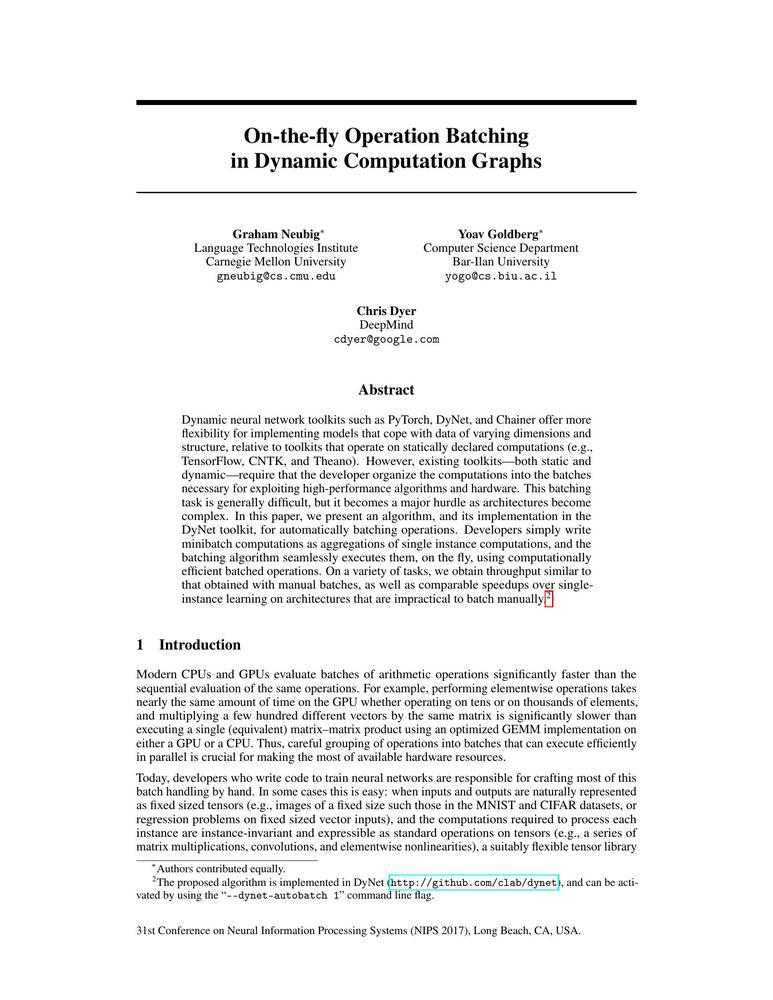 On-the-fly Operation Batching
in Dynamic Computation Graphs
Graham Neubig*
Language Technologies Institute
Carnegie Mellon University
gneubig@cs.cmu.edu
Yoav Goldberg*
Computer Science Department
Bar-Ilan University
yogo@cs.biu.ac.il
Chris Dyer
DeepMind
cdyer@google.com
Abstract
Dynamic neural network toolkits such as PyTorch, DyNet, and Chainer offer more
flexibility for implementing models that cope with data of varying dimensions and
structure, relative to toolkits that operate on statically declared computations (e.g.,
TensorFlow, CNTK, and Theano). However, existing toolkits—both static and
dynamic—require that the developer organize the computations into the batches
necessary for exploiting high-performance algorithms and hardware. This batching
task is generally difficult, but it becomes a major hurdle as architectures become
complex. In this paper, we present an algorithm, and its implementation in the
DyNet toolkit, for automatically batching operations. Developers simply write
minibatch computations as aggregations of single instance computations, and the
batching algorithm seamlessly executes them, on the fly, using computationally
efficient batched operations. On a variety of tasks, we obtain throughput similar to
that obtained with manual batches, as well as comparable speedups over single-
instance learning on architectures that are impractical to batch manually.2
1 Introduction
Modern CPUs and GPUs evaluate batches of arithmetic operations significantly faster than the
sequential evaluation of the same operations. For example, performing elementwise operations takes
nearly the same amount of time on the GPU whether operating on tens or on thousands of elements,
and multiplying a few hundred different vectors by the same matrix is significantly slower than
executing a single (equivalent) matrix–matrix product using an optimized GEMM implementation on
either a GPU or a CPU. Thus, careful grouping of operations into batches that can execute efficiently
in parallel is crucial for making the most of available hardware resources.
Today, developers who write code to train neural networks are responsible for crafting most of this
batch handling by hand. In some cases this is easy: when inputs and outputs are naturally represented
as fixed sized tensors (e.g., images of a fixed size such those in the MNIST and CIFAR datasets, or
regression problems on fixed sized vector inputs), and the computations required to process each
instance are instance-invariant and expressible as standard operations on tensors (e.g., a series of
matrix multiplications, convolutions, and elementwise nonlinearities), a suitably flexible tensor library
*Authors contributed equally.
2The proposed algorithm is implemented in DyNet (http://github.com/clab/dynet), and can be acti-
vated by using the “--dynet-autobatch 1” command line flag.
31st Conference on Neural Information Processing Systems (NIPS 2017), Long Beach, CA, USA.